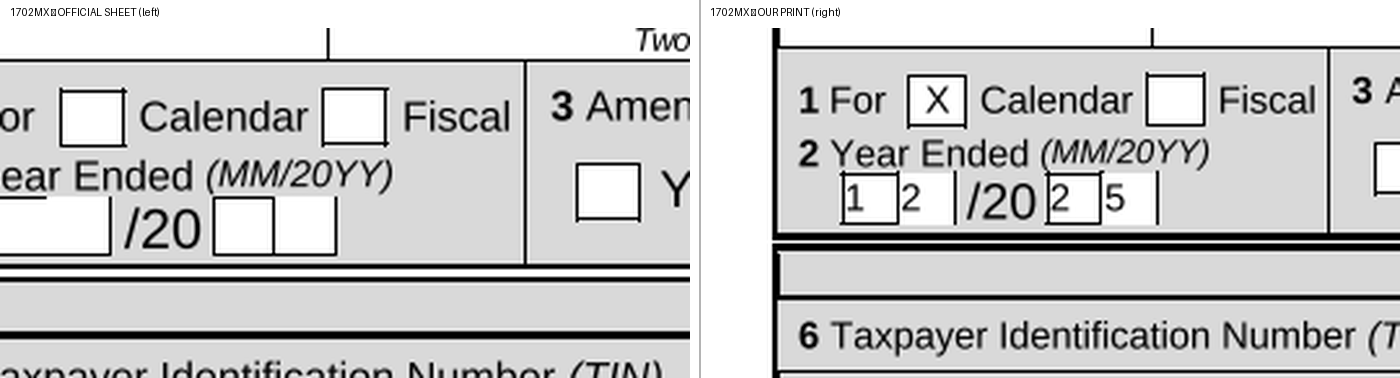 1702MX▯OFFICIAL SHEET (left)
Two
or Calendar Fiscal
ear Ended (MM/20YY)
/20
3 Amen
Y
axpayer Identification Number (TIN)
1702MX▯OUR PRINT (right)
1 For X Calendar Fiscal
2 Year Ended (MM/20YY)
1 2 /20 2 5
3 A
6 Taxpayer Identification Number (T